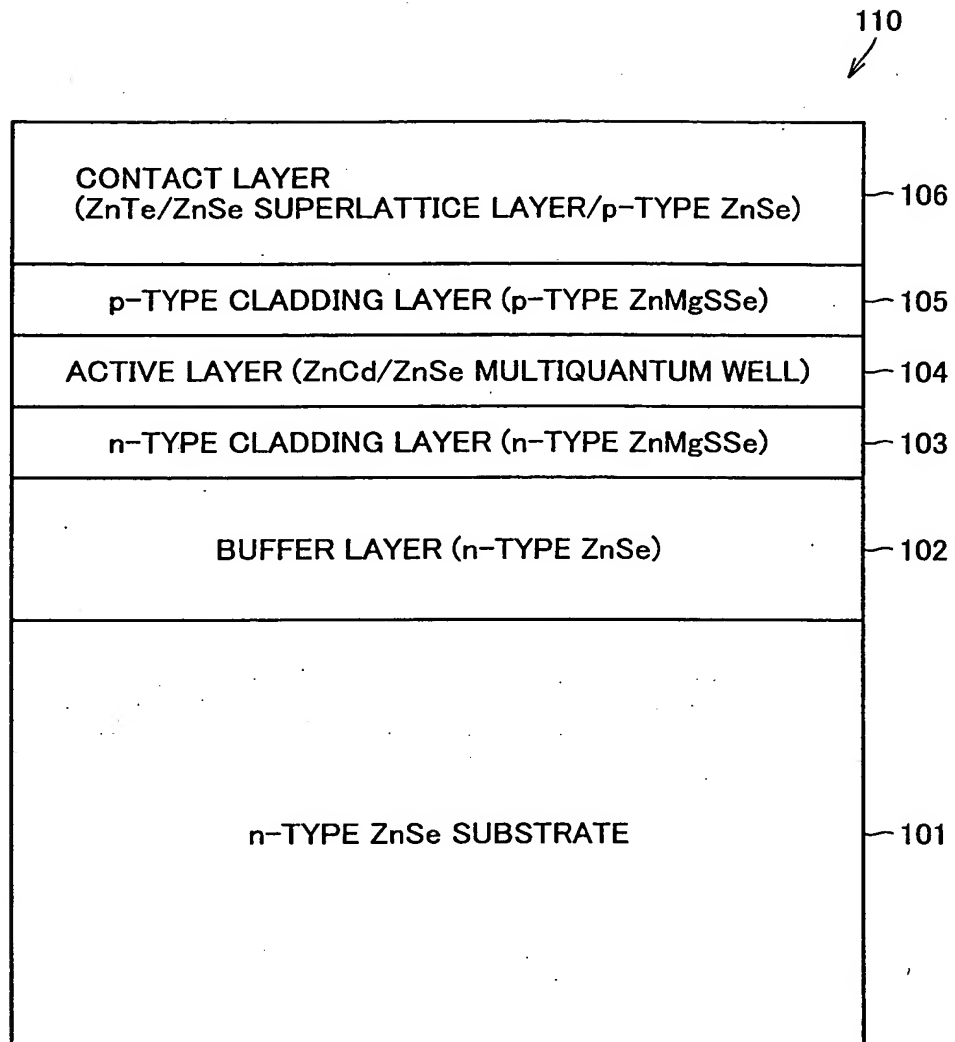 110
CONTACT LAYER
(ZnTe/ZnSe SUPERLATTICE LAYER/p-TYPE ZnSe)
106
p-TYPE CLADDING LAYER (p-TYPE ZnMgSSe)
105
ACTIVE LAYER (ZnCd/ZnSe MULTIQUANTUM WELL)
104
n-TYPE CLADDING LAYER (n-TYPE ZnMgSSe)
103
BUFFER LAYER (n-TYPE ZnSe)
102
n-TYPE ZnSe SUBSTRATE
101